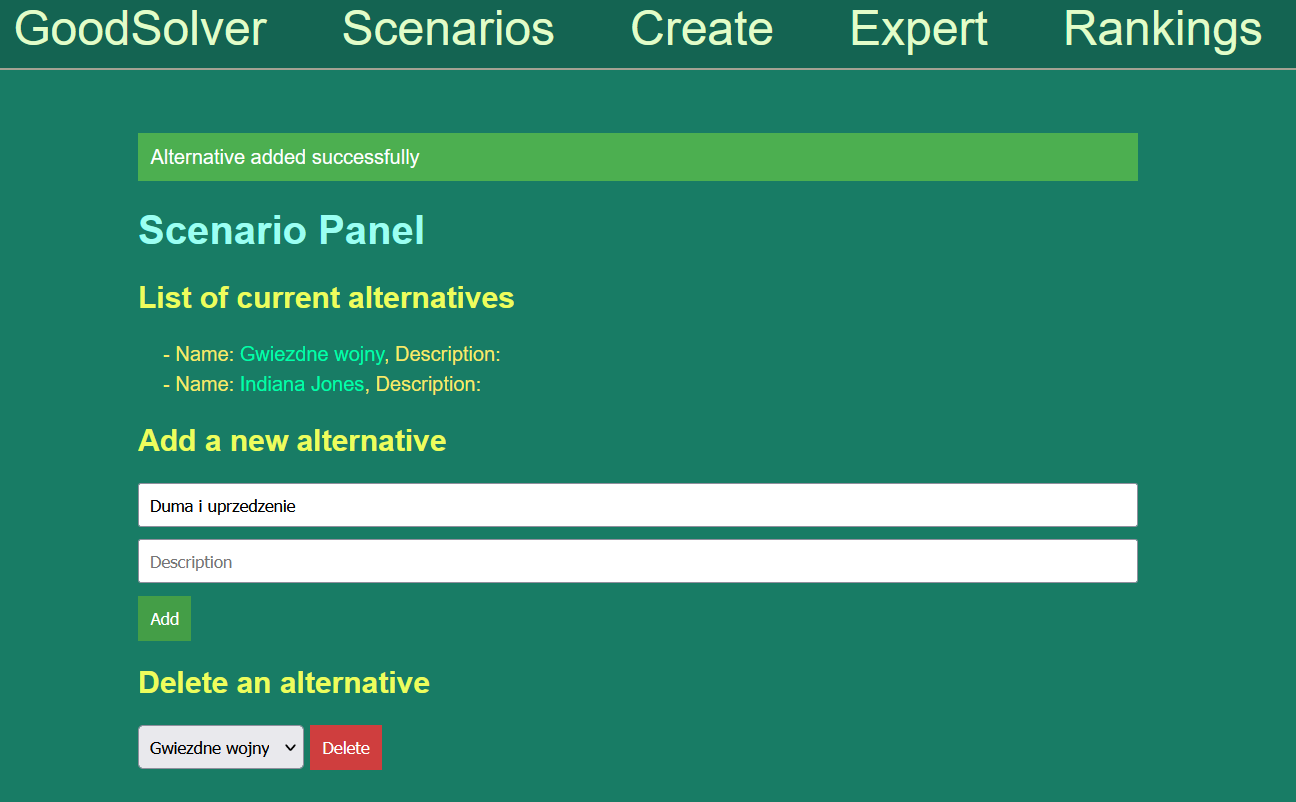 GoodSolver Scenarios Create Expert Rankings
Alternative added successfully
Scenario Panel
List of current alternatives
- Name: Gwiezdne wojny, Description:
- Name: Indiana Jones, Description:
Add a new alternative
Duma i uprzedzenie
Description
Add
Delete an alternative
Gwiezdne wojny Delete